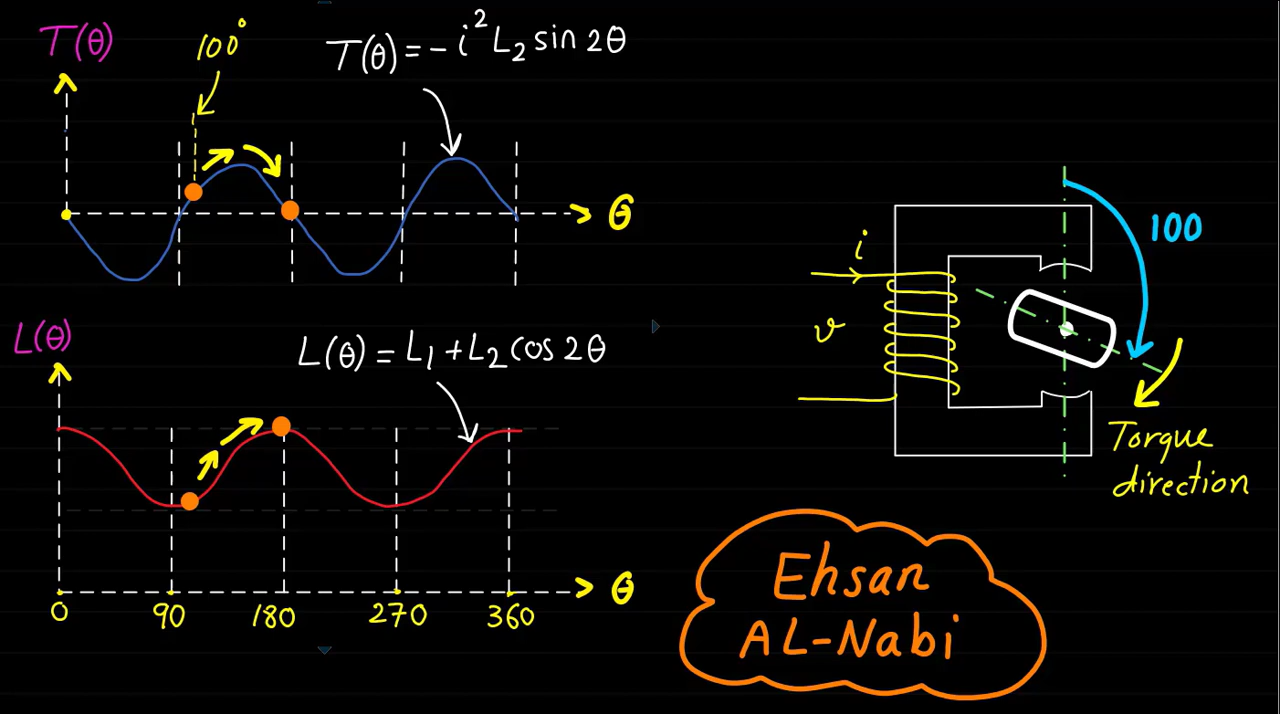 T(θ)
100°
T(θ) = - i² L₂ sin 2θ
θ
L(θ)
L(θ) = L₁ + L₂ cos 2θ
θ
0 90 180 270 360
i
v
100
Torque
direction
Ehsan
AL-Nabi